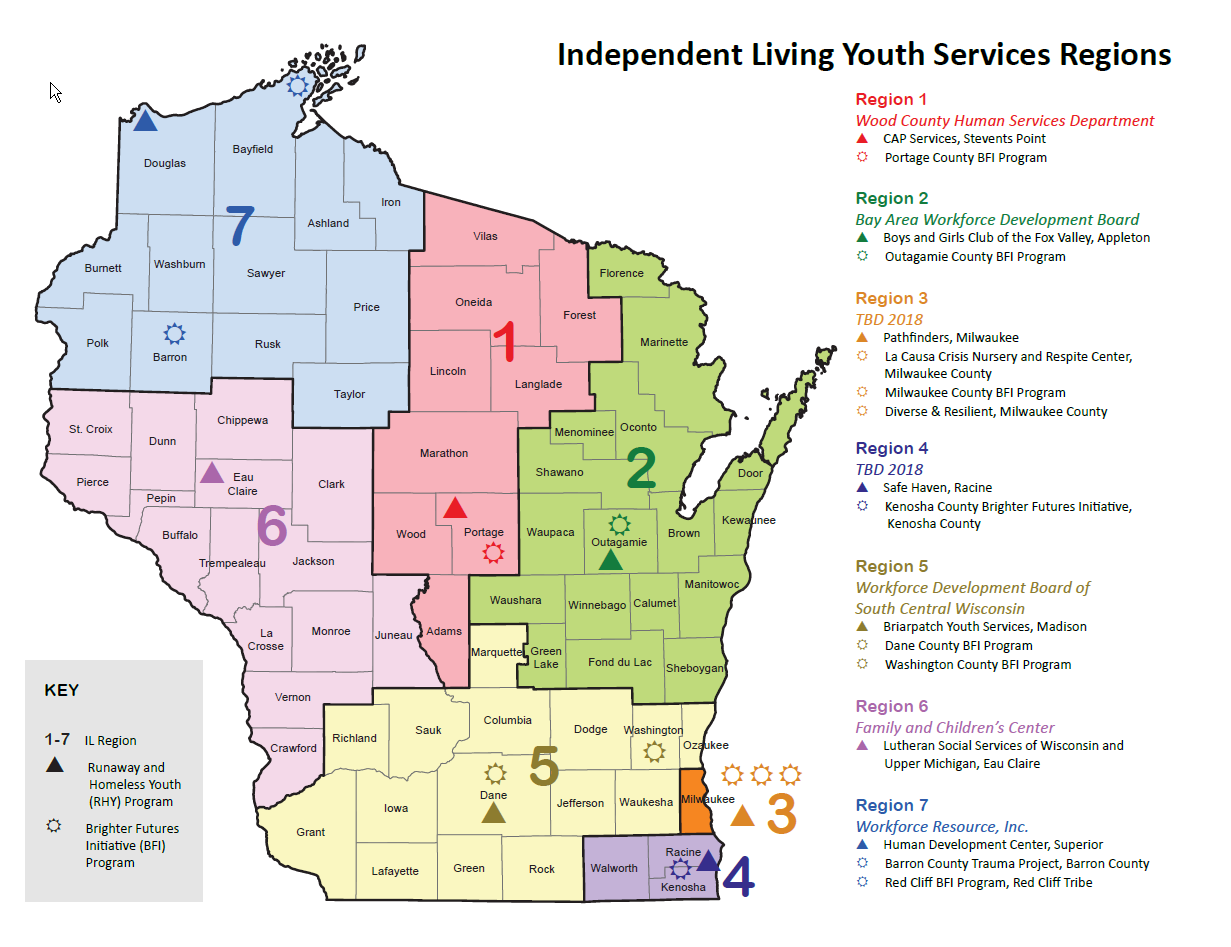 Independent Living Youth Services Regions
Region 1
Wood County Human Services Department
CAP Services, Stevents Point
Portage County BFI Program
Region 2
Bay Area Workforce Development Board
Boys and Girls Club of the Fox Valley, Appleton
Outagamie County BFI Program
Region 3
TBD 2018
Pathfinders, Milwaukee
La Causa Crisis Nursery and Respite Center,
Milwaukee County
Milwaukee County BFI Program
Diverse & Resilient, Milwaukee County
Region 4
TBD 2018
Safe Haven, Racine
Kenosha County Brighter Futures Initiative,
Kenosha County
Region 5
Workforce Development Board of
South Central Wisconsin
Briarpatch Youth Services, Madison
Dane County BFI Program
Washington County BFI Program
Region 6
Family and Children's Center
Lutheran Social Services of Wisconsin and
Upper Michigan, Eau Claire
Region 7
Workforce Resource, Inc.
Human Development Center, Superior
Barron County Trauma Project, Barron County
Red Cliff BFI Program, Red Cliff Tribe
Douglas
Bayfield
Ashland
Iron
7
Burnett
Washburn
Sawyer
Price
Polk
Barron
Rusk
Taylor
Vilas
Oneida
Forest
1
Lincoln
Langlade
Marathon
Wood
Portage
Adams
Florence
Marinette
Menominee
Oconto
Shawano
2
Door
Waupaca
Outagamie
Brown
Kewaunee
Waushara
Winnebago
Calumet
Manitowoc
Green
Lake
Fond du Lac
Sheboygan
St. Croix
Dunn
Chippewa
Pierce
Pepin
Eau
Claire
Clark
6
Buffalo
Trempealeau
Jackson
La
Crosse
Monroe
Juneau
Vernon
Crawford
Marquette
Richland
Sauk
Columbia
Dodge
Washington
Ozaukee
5
Dane
Iowa
Jefferson
Waukesha
Grant
Lafayette
Green
Rock
Milwaukee
3
Walworth
Racine
Kenosha
4
KEY
1-7 IL Region
Runaway and
Homeless Youth
(RHY) Program
Brighter Futures
Initiative (BFI)
Program